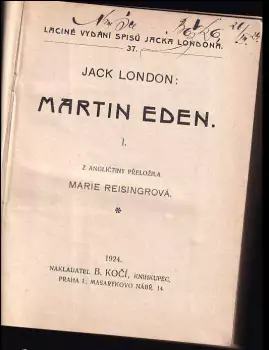 LACINÉ VYDÁNÍ SPISŮ JACKA LONDONA.
37.
JACK LONDON:
MARTIN EDEN.
I.
Z ANGLIČTINY PŘELOŽILA
MARIE REISINGROVÁ.
1924.
NAKLADATEL B. KOČÍ, KNIHKUPEC,
PRAHA I., MASARYKOVO NÁBŘ. 14.